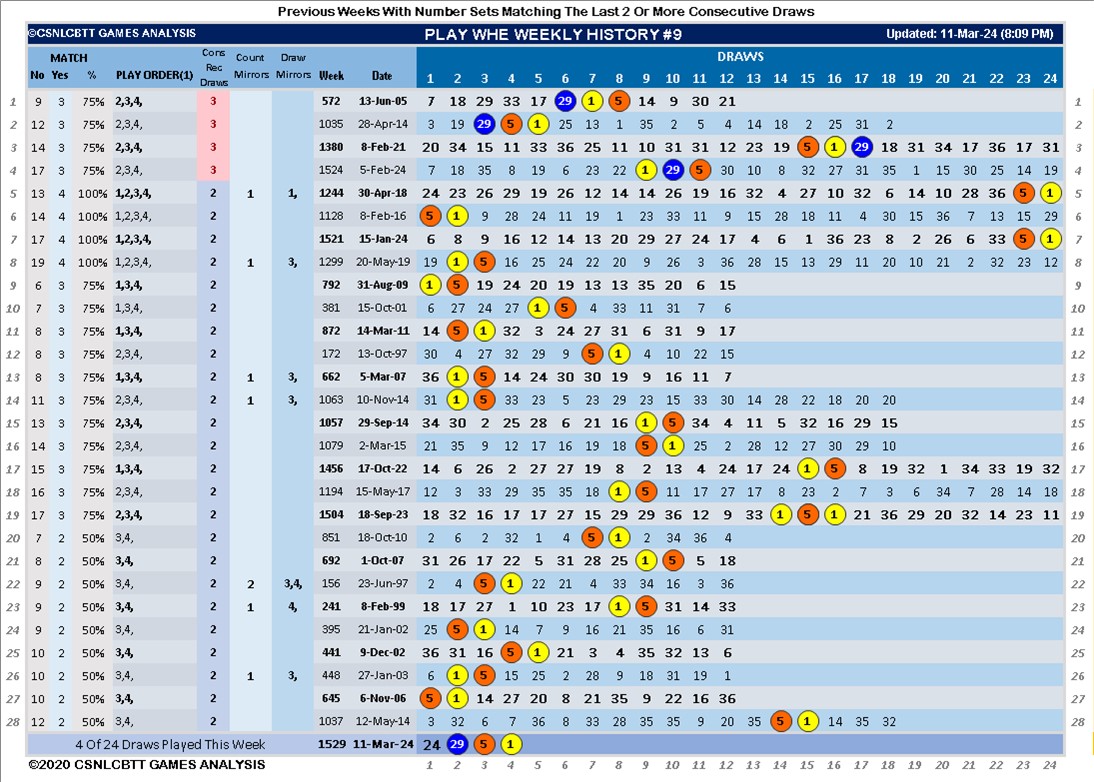 Previous Weeks With Number Sets Matching The Last 2 Or More Consecutive Draws
©CSNLCBTT GAMES ANALYSIS PLAY WHE WEEKLY HISTORY #9 Updated: 11-Mar-24 (8:09 PM)
MATCH Cons Rec Draws Count Mirrors Draw Mirrors DRAWS
No Yes % PLAY ORDER(1) Week Date 1 2 3 4 5 6 7 8 9 10 11 12 13 14 15 16 17 18 19 20 21 22 23 24
1 9 3 75% 2,3,4, 3 572 13-Jun-05 7 18 29 33 17 29 1 5 14 9 30 21 1
2 12 3 75% 2,3,4, 3 1035 28-Apr-14 3 19 29 5 1 25 13 1 35 2 5 4 14 18 2 25 31 2 2
3 14 3 75% 2,3,4, 3 1380 8-Feb-21 20 34 15 11 33 36 25 11 10 31 31 12 23 19 5 1 29 18 31 34 17 36 17 31 3
4 17 3 75% 2,3,4, 3 1524 5-Feb-24 7 18 35 8 19 6 23 22 1 29 5 30 10 8 32 27 31 35 1 15 30 25 14 19 4
5 13 4 100% 1,2,3,4, 2 1 1, 1244 30-Apr-18 24 23 26 29 19 26 12 14 14 26 19 16 32 4 27 10 32 6 14 10 28 36 5 1 5
6 14 4 100% 1,2,3,4, 2 1128 8-Feb-16 5 1 9 28 24 11 19 1 23 33 11 9 15 28 18 11 4 30 15 36 7 13 15 29 6
7 17 4 100% 1,2,3,4, 2 1521 15-Jan-24 6 8 9 16 12 14 13 20 29 27 24 17 4 6 1 36 23 18 2 26 6 33 5 1 7
8 19 4 100% 1,2,3,4, 2 1 3, 1299 20-May-19 19 1 5 16 25 24 22 20 9 26 3 36 28 15 13 29 11 20 10 21 2 32 23 12 8
9 6 3 75% 1,3,4, 2 792 31-Aug-09 1 5 19 24 20 19 13 13 35 20 6 15 9
10 7 3 75% 1,3,4, 2 381 15-Oct-01 6 27 24 27 1 5 4 33 11 31 7 6 10
11 8 3 75% 1,3,4, 2 872 14-Mar-11 14 5 1 32 3 24 27 31 6 31 9 17 11
12 8 3 75% 2,3,4, 2 172 13-Oct-97 30 4 27 32 29 9 5 1 4 10 22 15 12
13 8 3 75% 1,3,4, 2 1 3, 662 5-Mar-07 36 1 5 14 24 30 30 19 9 16 11 7 13
14 11 3 75% 2,3,4, 2 1 3, 1063 10-Nov-14 31 1 5 33 23 5 23 29 23 15 33 30 14 28 22 18 20 20 14
15 13 3 75% 2,3,4, 2 1057 29-Sep-14 34 30 2 25 28 6 21 16 1 5 34 4 11 5 32 16 29 15 15
16 14 3 75% 2,3,4, 2 1079 2-Mar-15 21 35 9 12 17 16 19 18 5 1 25 2 28 12 27 30 29 10 16
17 15 3 75% 1,3,4, 2 1456 17-Oct-22 14 6 26 2 27 27 19 8 2 13 4 24 17 24 1 5 8 19 32 1 34 33 19 32 17
18 16 3 75% 2,3,4, 2 1194 15-May-17 12 3 33 29 35 35 18 1 5 11 17 27 17 8 23 2 7 3 6 34 7 28 14 18 18
19 17 3 75% 2,3,4, 2 1504 18-Sep-23 18 32 16 17 17 27 15 29 29 36 12 9 33 1 5 1 21 36 29 20 32 14 23 11 19
20 7 2 50% 3,4, 2 851 18-Oct-10 2 6 2 32 1 4 5 1 2 34 36 4 20
21 8 2 50% 3,4, 2 692 1-Oct-07 31 26 17 22 5 31 28 25 1 5 5 18 21
22 9 2 50% 3,4, 2 2 3,4, 156 23-Jun-97 2 4 5 1 22 21 4 33 34 16 3 36 22
23 9 2 50% 3,4, 2 1 4, 241 8-Feb-99 18 17 27 1 10 23 17 1 5 31 14 33 23
24 9 2 50% 3,4, 2 395 21-Jan-02 25 5 1 14 7 9 16 21 35 16 6 31 24
25 10 2 50% 3,4, 2 441 9-Dec-02 36 31 16 5 1 21 3 4 35 32 13 6 25
26 10 2 50% 3,4, 2 1 3, 448 27-Jan-03 6 1 5 15 25 2 28 9 18 31 19 1 26
27 10 2 50% 3,4, 2 645 6-Nov-06 5 1 14 27 20 8 21 35 9 22 16 36 27
28 12 2 50% 3,4, 2 1037 12-May-14 3 32 6 7 36 8 33 28 35 9 20 35 14 5 1 14 35 32 28
4 Of 24 Draws Played This Week 1529 11-Mar-24 24 29 5 1
©2020 CSNLCBTT GAMES ANALYSIS 1 2 3 4 5 6 7 8 9 10 11 12 13 14 15 16 17 18 19 20 21 22 23 24